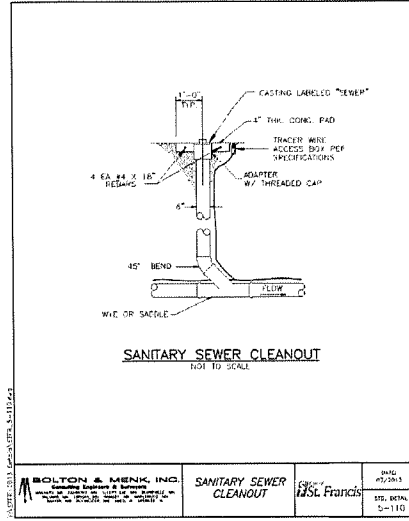 1'-0"
TYP.
CASTING LABELED "SEWER"
4" THK. CONC. PAD
TRACER WIRE
ACCESS BOX PER
SPECIFICATIONS
4 EA #4 X 18"
REBARS
ADAPTER
W/ THREADED CAP
6"
45° BEND
FLOW
WYE OR SADDLE
SANITARY SEWER CLEANOUT
NOT TO SCALE
BOLTON & MENK, INC.
Consulting Engineers & Surveyors
SANITARY SEWER
CLEANOUT
St. Francis
DATE:
STD. DETAIL
S-110